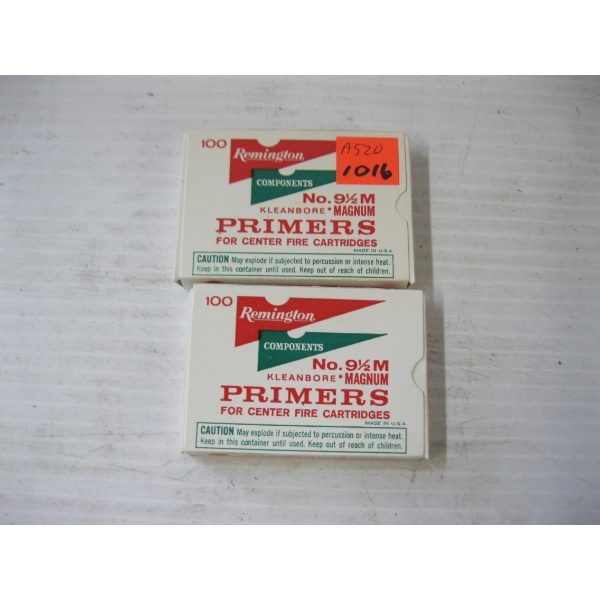 100
Remington
A520
1016
COMPONENTS
No. 9½ M
KLEANBORE • MAGNUM
PRIMERS
FOR CENTER FIRE CARTRIDGES
MADE IN U.S.A.
CAUTION May explode if subjected to percussion or intense heat.
Keep in this container until used. Keep out of reach of children.
100
Remington
COMPONENTS
No. 9½ M
KLEANBORE • MAGNUM
PRIMERS
FOR CENTER FIRE CARTRIDGES
MADE IN U.S.A.
CAUTION May explode if subjected to percussion or intense heat.
Keep in this container until used. Keep out of reach of children.